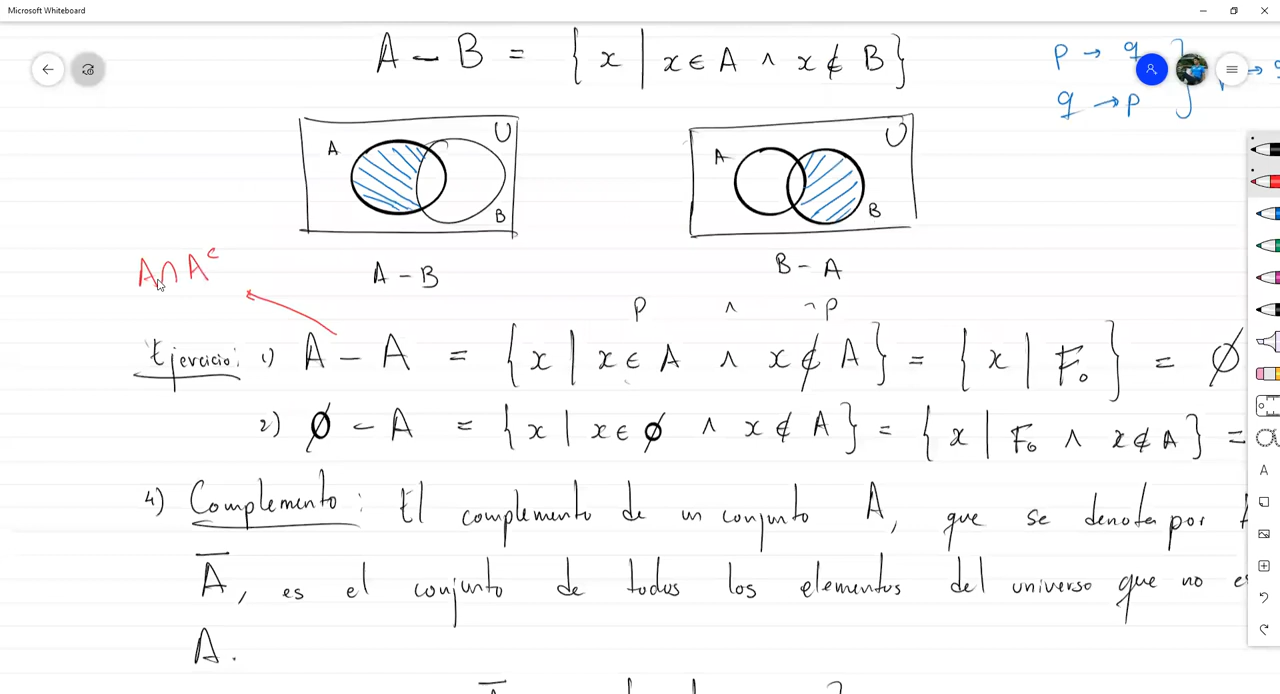 Microsoft Whiteboard
A - B = { x | x ∈ A ∧ x ∉ B }
p → q
q → p
A U B
A U B
A - B
B - A
A ∩ Aᶜ
p ∧ ¬p
Ejercicio: 1) A - A = { x | x ∈ A ∧ x ∉ A } = { x | F₀ } = ∅
2) ∅ - A = { x | x ∈ ∅ ∧ x ∉ A } = { x | F₀ ∧ x ∉ A } =
4) Complemento: El complemento de un conjunto A, que se denota por
A̅, es el conjunto de todos los elementos del universo que no
A.